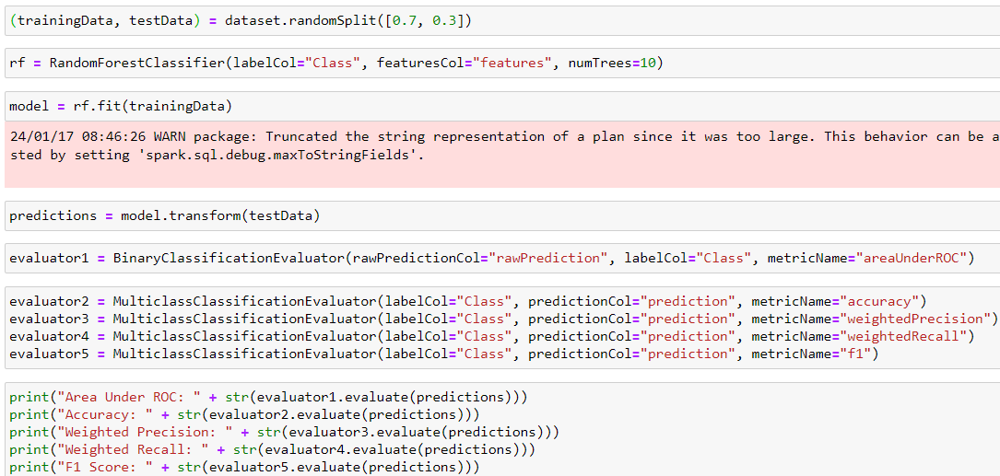 (trainingData, testData) = dataset.randomSplit([0.7, 0.3])
rf = RandomForestClassifier(labelCol="Class", featuresCol="features", numTrees=10)
model = rf.fit(trainingData)
24/01/17 08:46:26 WARN package: Truncated the string representation of a plan since it was too large. This behavior can be a
sted by setting 'spark.sql.debug.maxToStringFields'.
predictions = model.transform(testData)
evaluator1 = BinaryClassificationEvaluator(rawPredictionCol="rawPrediction", labelCol="Class", metricName="areaUnderROC")
evaluator2 = MulticlassClassificationEvaluator(labelCol="Class", predictionCol="prediction", metricName="accuracy")
evaluator3 = MulticlassClassificationEvaluator(labelCol="Class", predictionCol="prediction", metricName="weightedPrecision")
evaluator4 = MulticlassClassificationEvaluator(labelCol="Class", predictionCol="prediction", metricName="weightedRecall")
evaluator5 = MulticlassClassificationEvaluator(labelCol="Class", predictionCol="prediction", metricName="f1")
print("Area Under ROC: " + str(evaluator1.evaluate(predictions)))
print("Accuracy: " + str(evaluator2.evaluate(predictions)))
print("Weighted Precision: " + str(evaluator3.evaluate(predictions)))
print("Weighted Recall: " + str(evaluator4.evaluate(predictions)))
print("F1 Score: " + str(evaluator5.evaluate(predictions)))